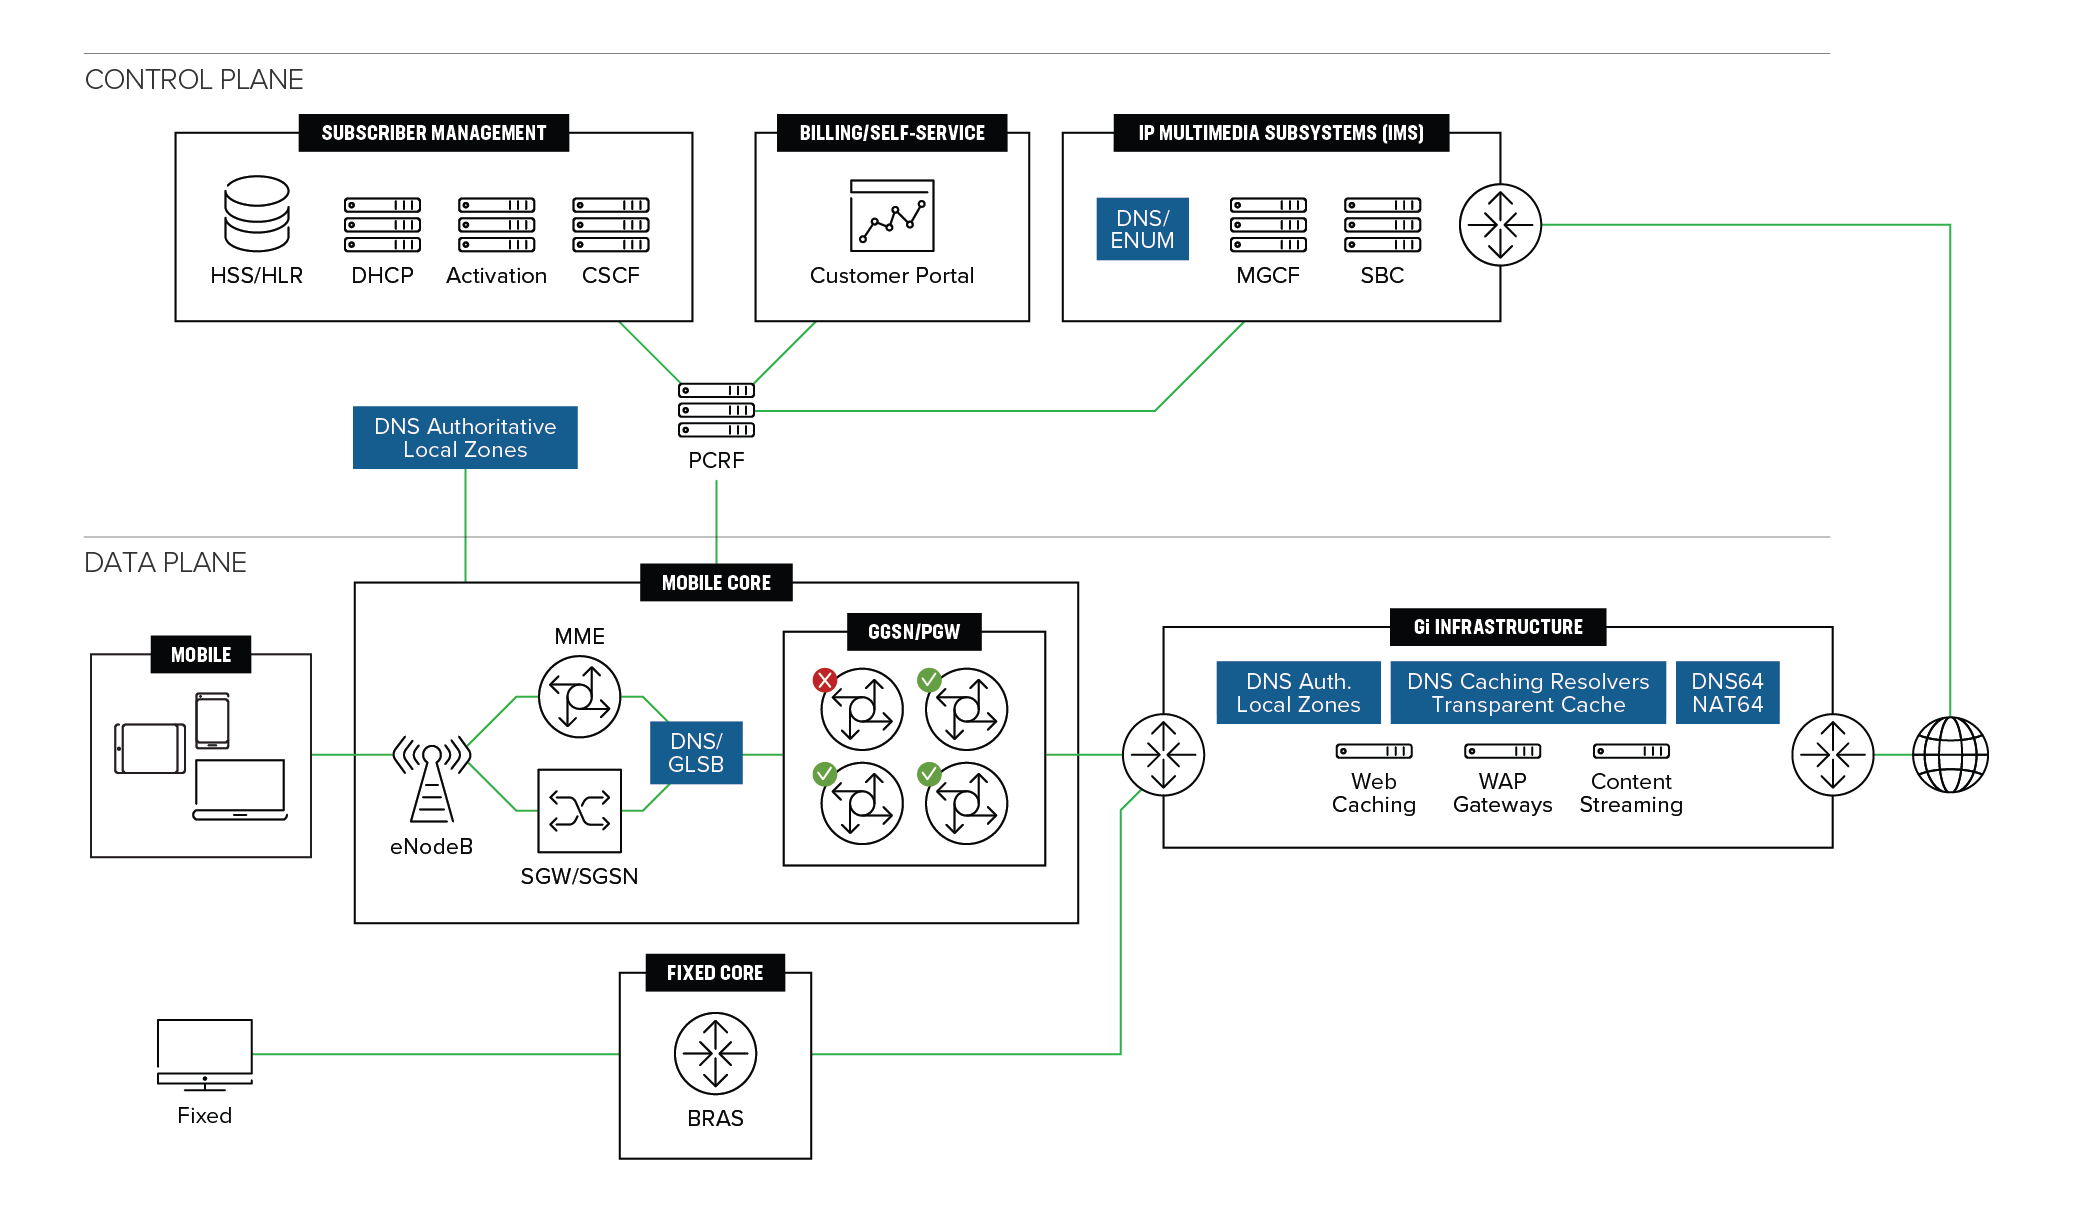 CONTROL PLANE
SUBSCRIBER MANAGEMENT
HSS/HLR
DHCP
Activation
CSCF
BILLING/SELF-SERVICE
Customer Portal
IP MULTIMEDIA SUBSYSTEMS (IMS)
DNS/
ENUM
MGCF
SBC
DNS Authoritative
Local Zones
PCRF
DATA PLANE
MOBILE
MOBILE CORE
eNodeB
MME
SGW/SGSN
DNS/
GLSB
GGSN/PGW
Gi INFRASTRUCTURE
DNS Auth.
Local Zones
DNS Caching Resolvers
Transparent Cache
DNS64
NAT64
Web
Caching
WAP
Gateways
Content
Streaming
Fixed
FIXED CORE
BRAS